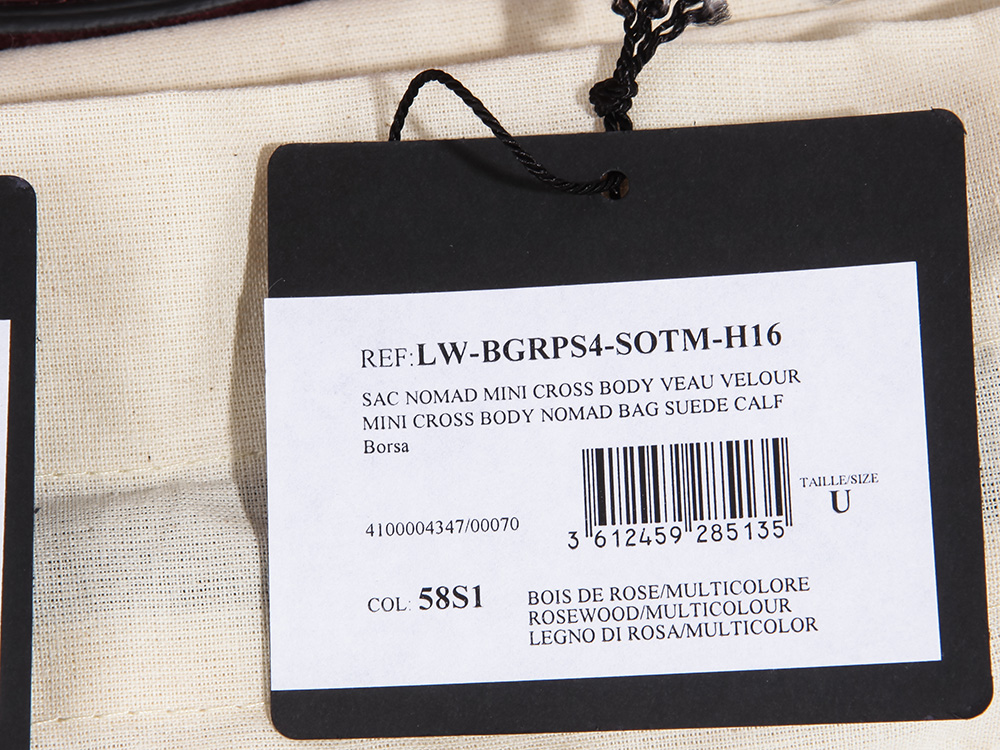 REF:LW-BGRPS4-SOTM-H16
SAC NOMAD MINI CROSS BODY VEAU VELOUR
MINI CROSS BODY NOMAD BAG SUEDE CALF
Borsa
TAILLE/SIZE
U
4100004347/00070
3 612459 285135
COL: 58S1
BOIS DE ROSE/MULTICOLORE
ROSEWOOD/MULTICOLOUR
LEGNO DI ROSA/MULTICOLOR